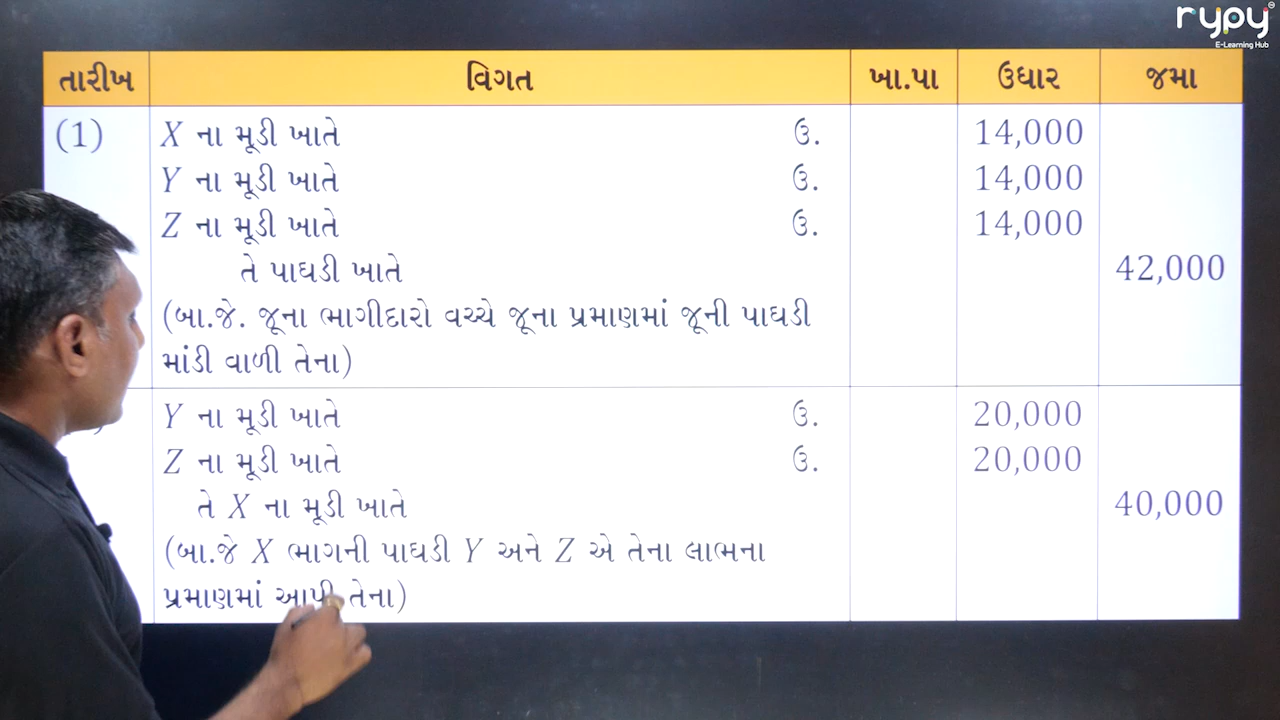 rypy
E-Learning Hub
તારીખ વિગત ખા.પા ઉધાર જમા
(1) X ના મૂડી ખાતે ઉ. 14,000
Y ના મૂડી ખાતે ઉ. 14,000
Z ના મૂડી ખાતે ઉ. 14,000
તે પાઘડી ખાતે 42,000
(બા.જે. જૂના ભાગીદારો વચ્ચે જૂના પ્રમાણમાં જૂની પાઘડી
માંડી વાળી તેના)
Y ના મૂડી ખાતે ઉ. 20,000
Z ના મૂડી ખાતે ઉ. 20,000
તે X ના મૂડી ખાતે 40,000
(બા.જે X ભાગની પાઘડી Y અને Z એ તેના લાભના
પ્રમાણમાં આપી તેના)